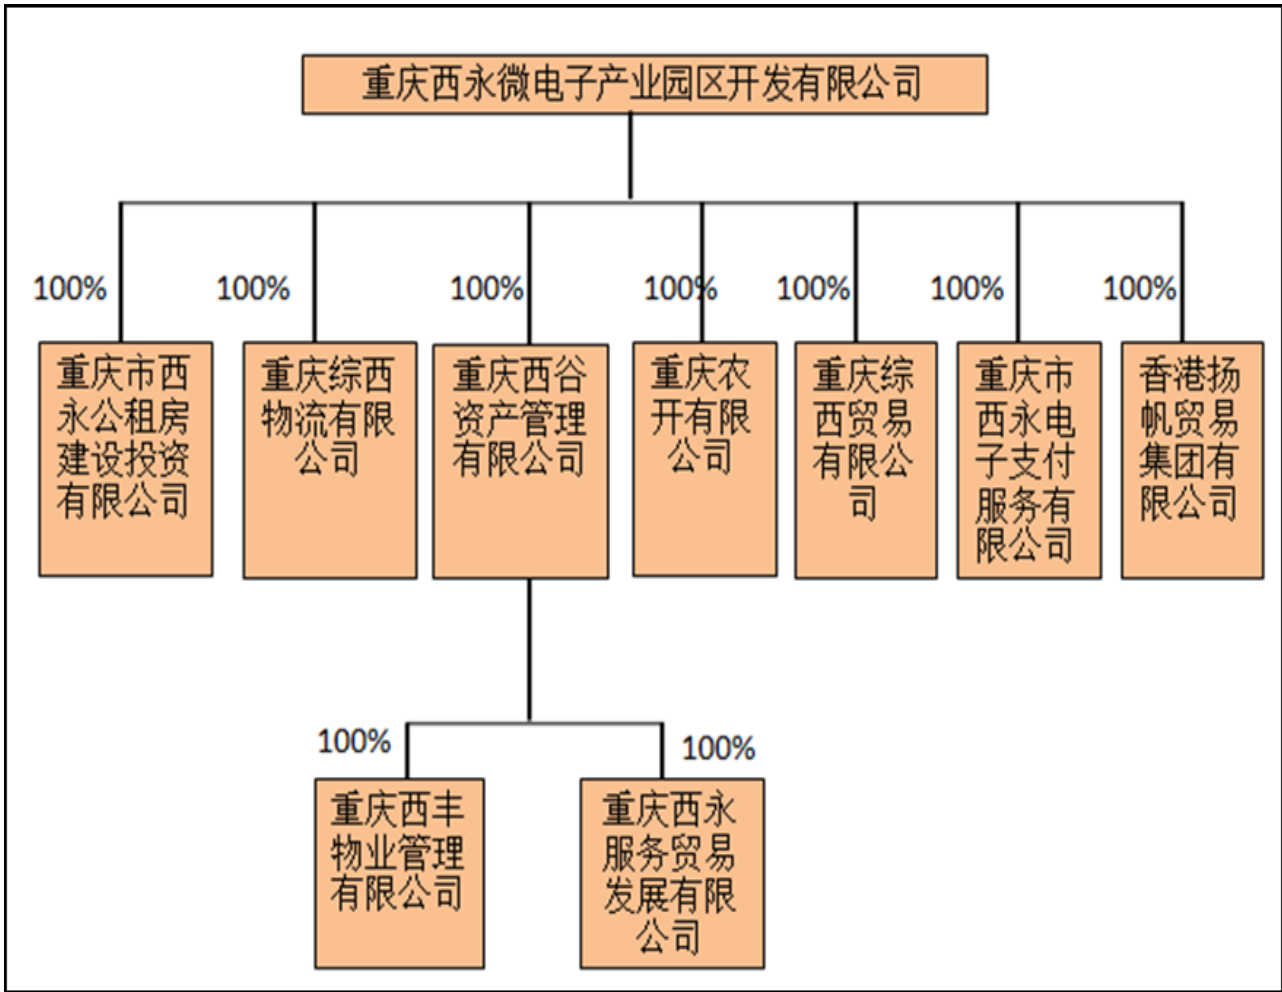 重庆西永微电子产业园区开发有限公司
100%
100%
100%
100%
100%
100%
100%
重庆市西
永公租房
建设投资
有限公司
重庆综西
物流有限
公司
重庆西谷
资产管理
有限公司
重庆农
开有限
公司
重庆综
西贸易
有限公
司
重庆市
西永电
子支付
服务有
限公司
香港扬
帆贸易
集团有
限公司
100%
100%
重庆西丰
物业管理
有限公司
重庆西永
服务贸易
发展有限
公司